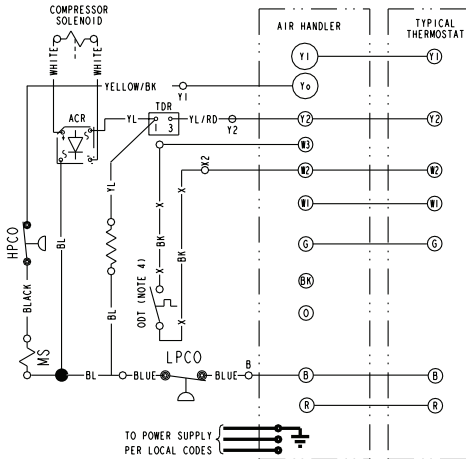 COMPRESSOR
SOLENOID
AIR HANDLER
TYPICAL
THERMOSTAT
WHITE
WHITE
Y1
Y1
YELLOW/BK
Y1
Yo
ACR
YL
TDR
1 3
YL/RD
Y2
Y2
Y2
W3
X2
W2
W2
YL
X
X
W1
W1
HPCO
BL
BK
BK
G
G
BK
ODT (NOTE 4)
X
X
BLACK
BL
O
MS
LPCO
BL
BLUE
BLUE
B
B
B
R
R
TO POWER SUPPLY
PER LOCAL CODES